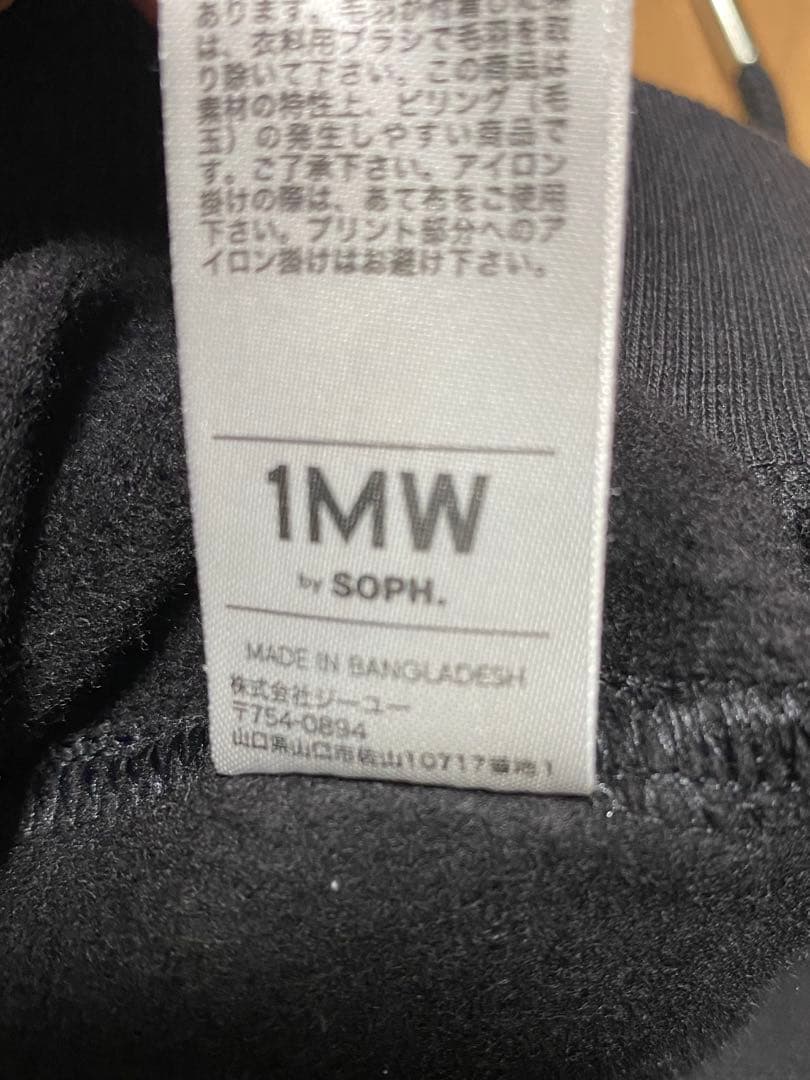 あります。毛羽が付着した
は、衣料用ブラシで毛羽を取
り除いて下さい。この商品は
素材の特性上、ピリング(毛
玉)の発生しやすい商品で
す。ご了承下さい。アイロン
掛けの際は、あて布をご使用
下さい。プリント部分へのア
イロン掛けはお避け下さい。
1MW
by SOPH.
MADE IN BANGLADESH
株式会社ジーユー
〒754-0894
山口県山口市佐山10717番地1